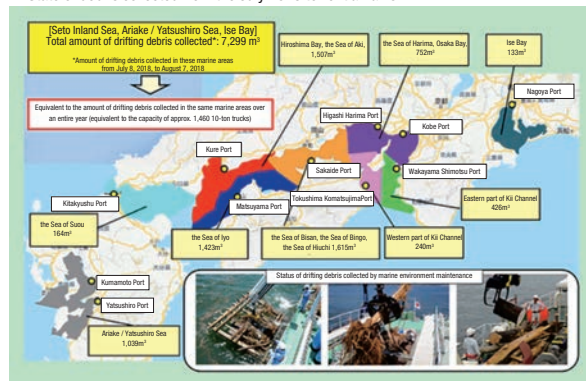 [Seto Inland Sea, Ariake / Yatsushiro Sea, Ise Bay]
Total amount of drifting debris collected*: 7,299 m³
*Amount of drifting debris collected in these marine areas
from July 8, 2018, to August 7, 2018
Equivalent to the amount of drifting debris collected in the same marine areas over
an entire year (equivalent to the capacity of approx. 1,460 10-ton trucks)
Hiroshima Bay, the Sea of Aki,
1,507m³
the Sea of Harima, Osaka Bay,
752m³
Ise Bay
133m³
Nagoya Port
Higashi Harima Port
Kobe Port
Kure Port
Sakaide Port
Wakayama Shimotsu Port
Kitakyushu Port
Matsuyama Port
Tokushima KomatsujimaPort
Eastern part of Kii Channel
426m³
the Sea of Suou
164m³
the Sea of Iyo
1,423m³
the Sea of Bisan, the Sea of Bingo,
the Sea of Hiuchi 1,615m³
Western part of Kii Channel
240m³
Kumamoto Port
Yatsushiro Port
Ariake / Yatsushiro Sea
1,039m³
Status of drifting debris collected by marine environment maintenance